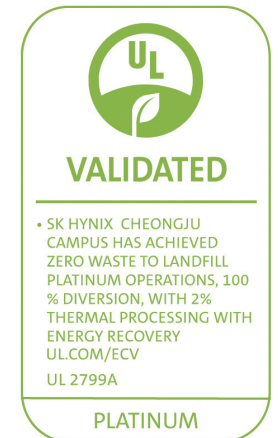 UL
VALIDATED
• SK HYNIX CHEONGJU
CAMPUS HAS ACHIEVED
ZERO WASTE TO LANDFILL
PLATINUM OPERATIONS, 100
% DIVERSION, WITH 2%
THERMAL PROCESSING WITH
ENERGY RECOVERY
UL.COM/ECV
UL 2799A
PLATINUM